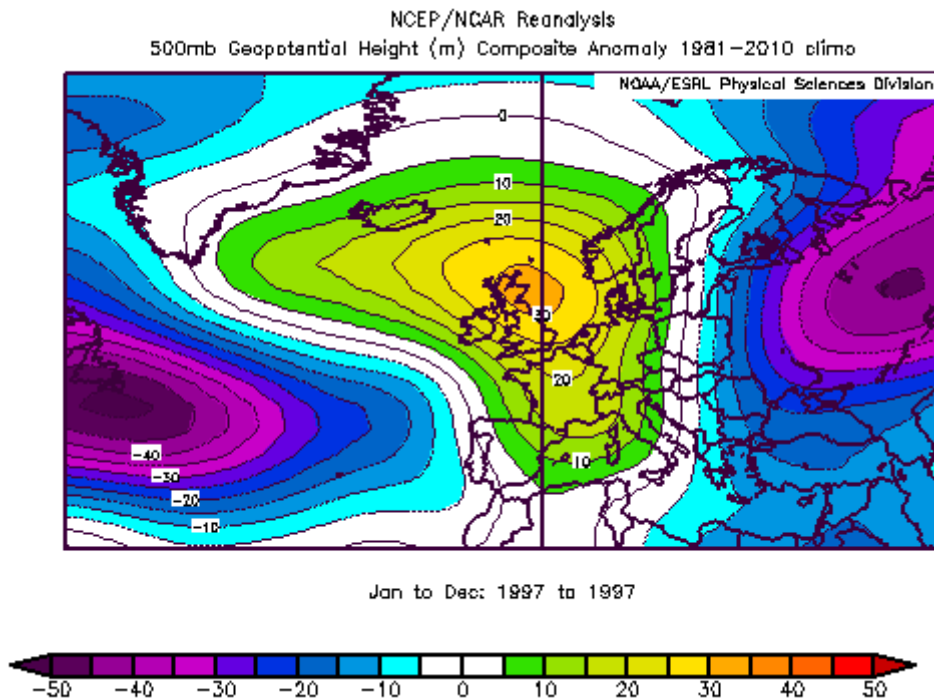 NCEP/NCAR Reanalysis
500mb Geopotential Height (m) Composite Anomaly 1981-2010 climo
NOAA/ESRL Physical Sciences Division
0
10
20
30
20
10
-40
-30
-20
-10
Jan to Dec: 1997 to 1997
-50 -40 -30 -20 -10 0 10 20 30 40 50